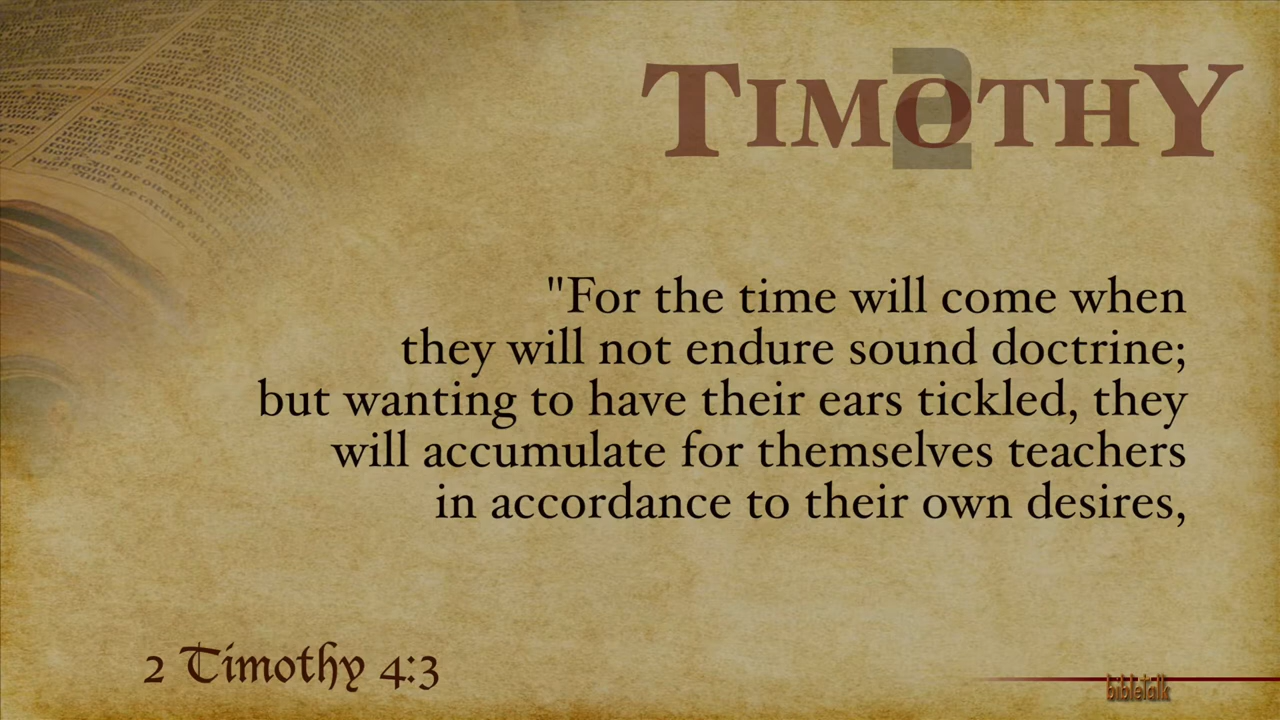 2
TIMOTHY
"For the time will come when
they will not endure sound doctrine;
but wanting to have their ears tickled, they
will accumulate for themselves teachers
in accordance to their own desires,
2 Timothy 4:3
bibletalk